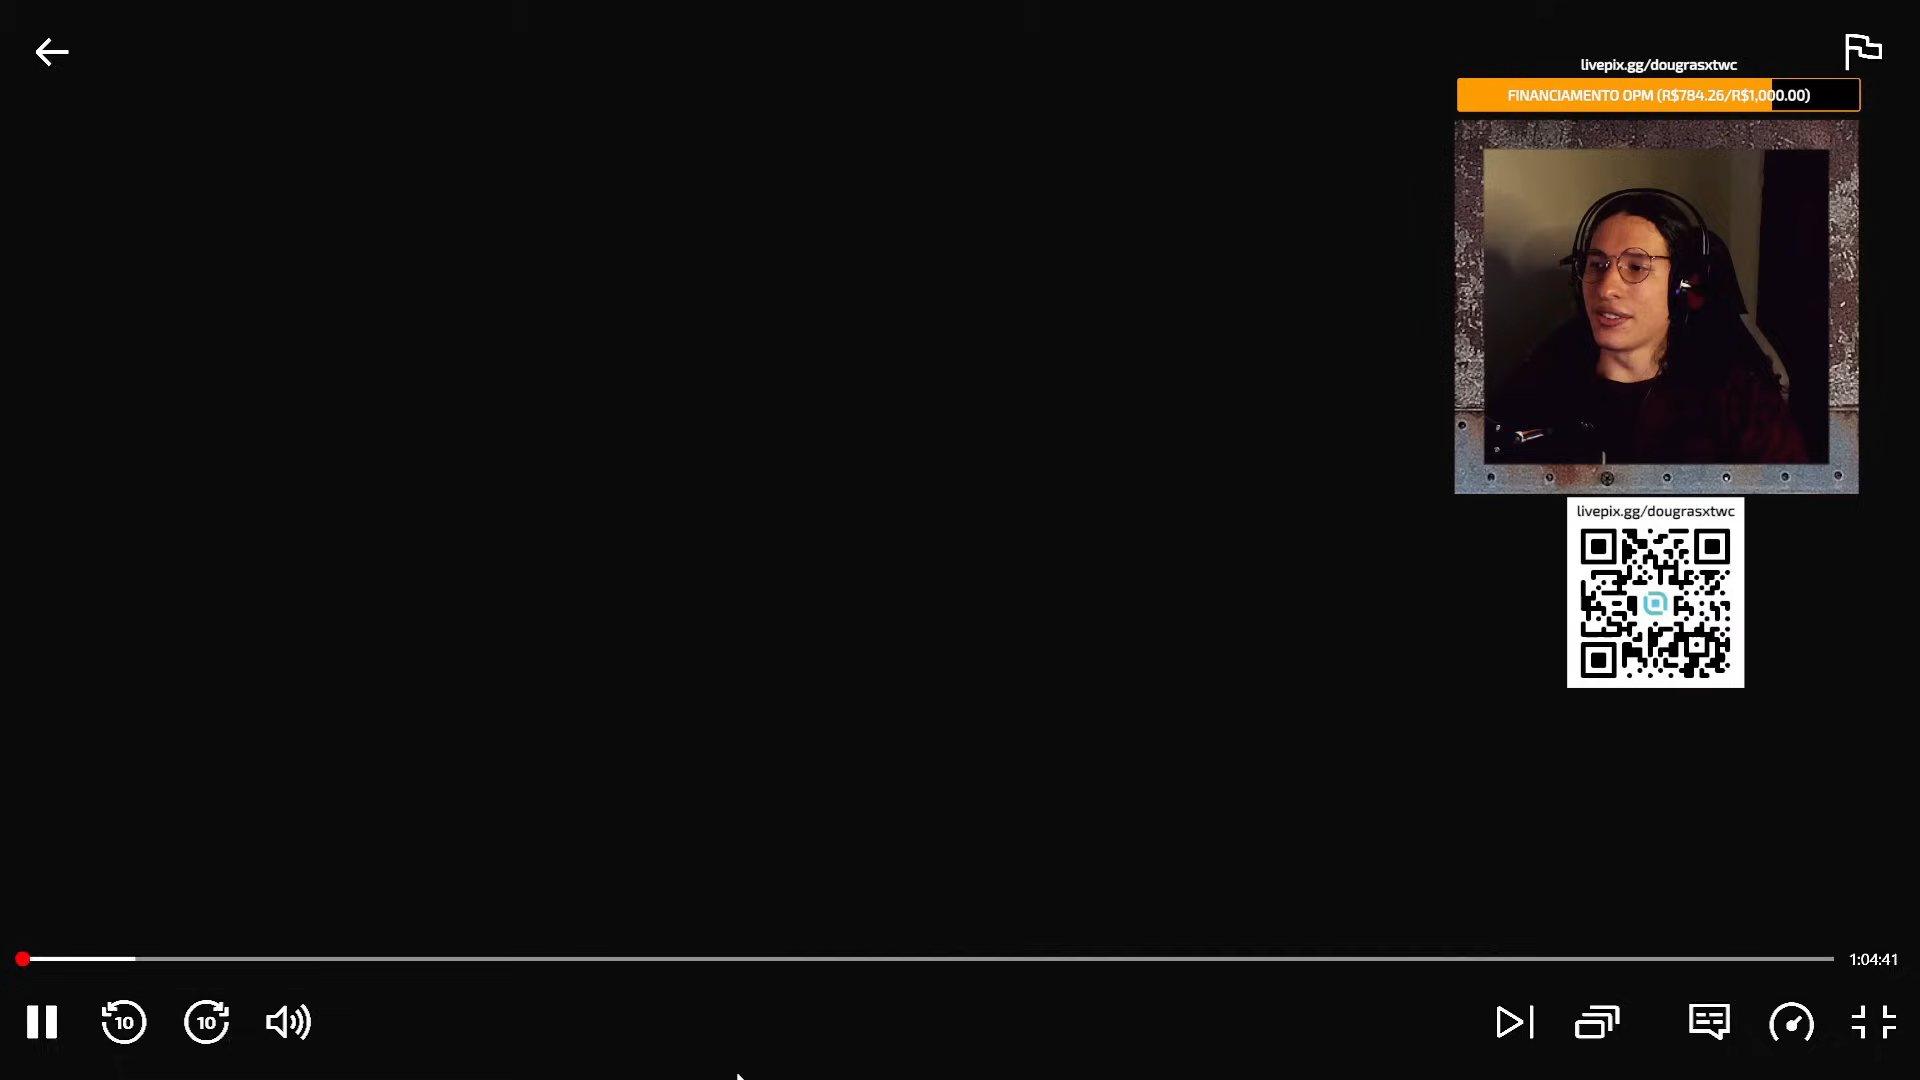 livepix.gg/dougrasxtwc
FINANCIAMENTO OPM (R$784.26/R$1,000.00)
livepix.gg/dougrasxtwc
1:04:41
10
10